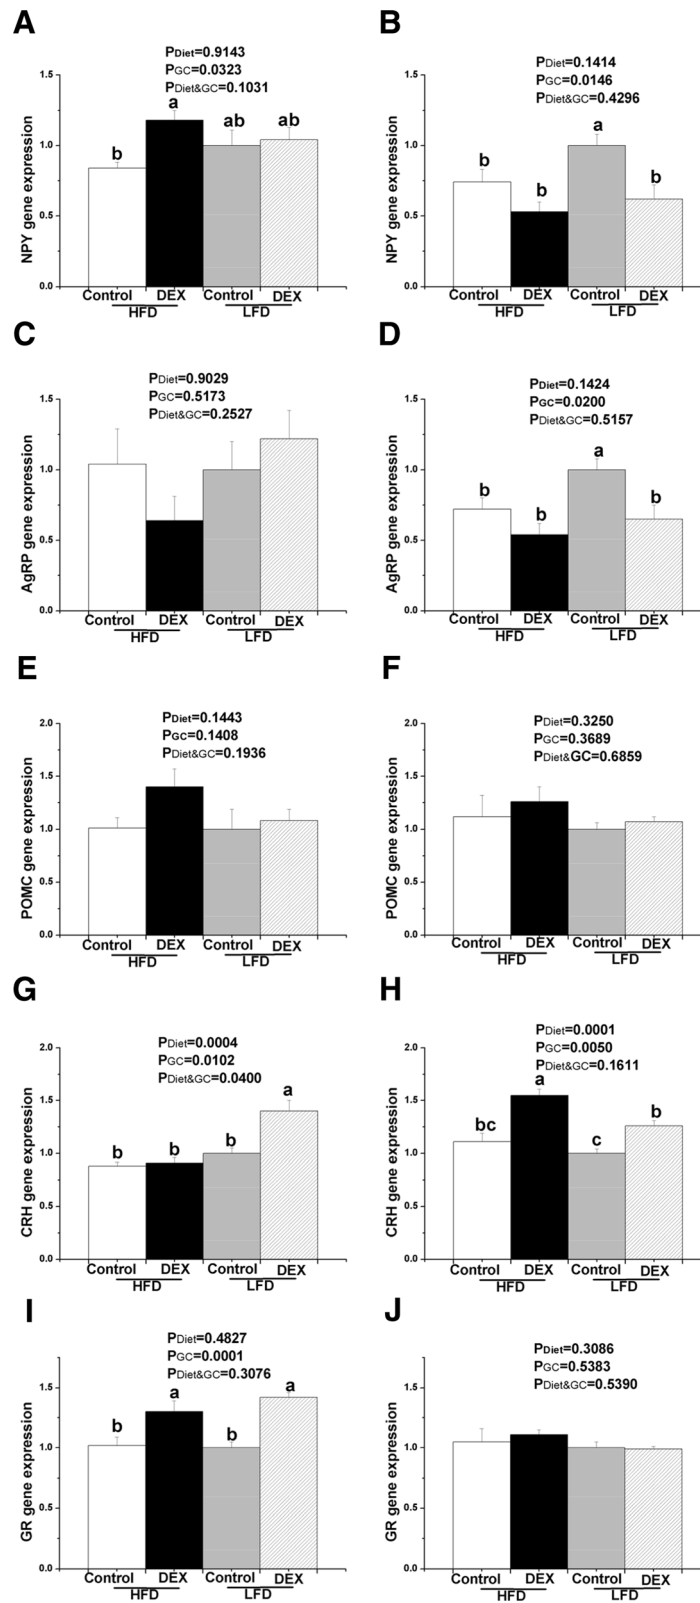 A
PDiet=0.9143
PGC=0.0323
PDiet&GC=0.1031
NPY gene expression
1.5
1.0
0.5
0.0
b
a
ab
ab
Control DEX Control DEX
HFD LFD
B
PDiet=0.1414
PGC=0.0146
PDiet&GC=0.4296
NPY gene expression
1.5
1.0
0.5
0.0
b
b
a
b
Control DEX Control DEX
HFD LFD
C
PDiet=0.9029
PGC=0.5173
PDiet&GC=0.2527
AgRP gene expression
1.5
1.0
0.5
0.0
Control DEX Control DEX
HFD LFD
D
PDiet=0.1424
PGC=0.0200
PDiet&GC=0.5157
AgRP gene expression
1.5
1.0
0.5
0.0
b
b
a
b
Control DEX Control DEX
HFD LFD
E
PDiet=0.1443
PGC=0.1408
PDiet&GC=0.1936
POMC gene expression
2.0
1.5
1.0
0.5
0.0
Control DEX Control DEX
HFD LFD
F
PDiet=0.3250
PGC=0.3689
PDiet&GC=0.6859
POMC gene expression
2.0
1.5
1.0
0.5
0.0
Control DEX Control DEX
HFD LFD
G
PDiet=0.0004
PGC=0.0102
PDiet&GC=0.0400
CRH gene expression
2.0
1.5
1.0
0.5
0.0
b
b
b
a
Control DEX Control DEX
HFD LFD
H
PDiet=0.0001
PGC=0.0050
PDiet&GC=0.1611
CRH gene expression
2.0
1.5
1.0
0.5
0.0
bc
a
c
b
Control DEX Control DEX
HFD LFD
I
PDiet=0.4827
PGC=0.0001
PDiet&GC=0.3076
GR gene expression
1.5
1.0
0.5
0.0
b
a
b
a
Control DEX Control DEX
HFD LFD
J
PDiet=0.3086
PGC=0.5383
PDiet&GC=0.5390
GR gene expression
1.5
1.0
0.5
0.0
Control DEX Control DEX
HFD LFD